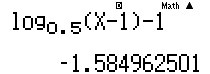 Math ▲
log₀.₅(X-1)-1
-1.584962501